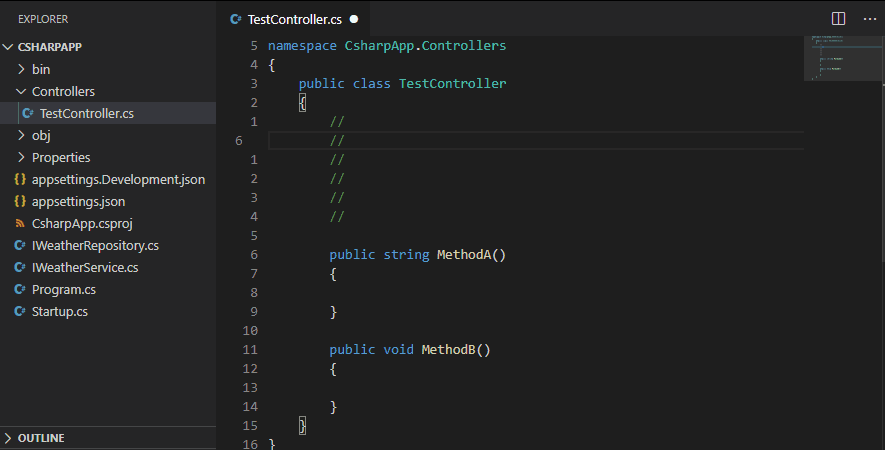 EXPLORER
CSHARPAPP
bin
Controllers
C# TestController.cs
obj
Properties
{} appsettings.Development.json
{} appsettings.json
CsharpApp.csproj
C# IWeatherRepository.cs
C# IWeatherService.cs
C# Program.cs
C# Startup.cs
OUTLINE
C# TestController.cs ●
5 namespace CsharpApp.Controllers
4 {
3 public class TestController
2 {
1 //
6 //
1 //
2 //
3 //
4 //
5
6 public string MethodA()
7 {
8
9 }
10
11 public void MethodB()
12 {
13
14 }
15 }
16 }